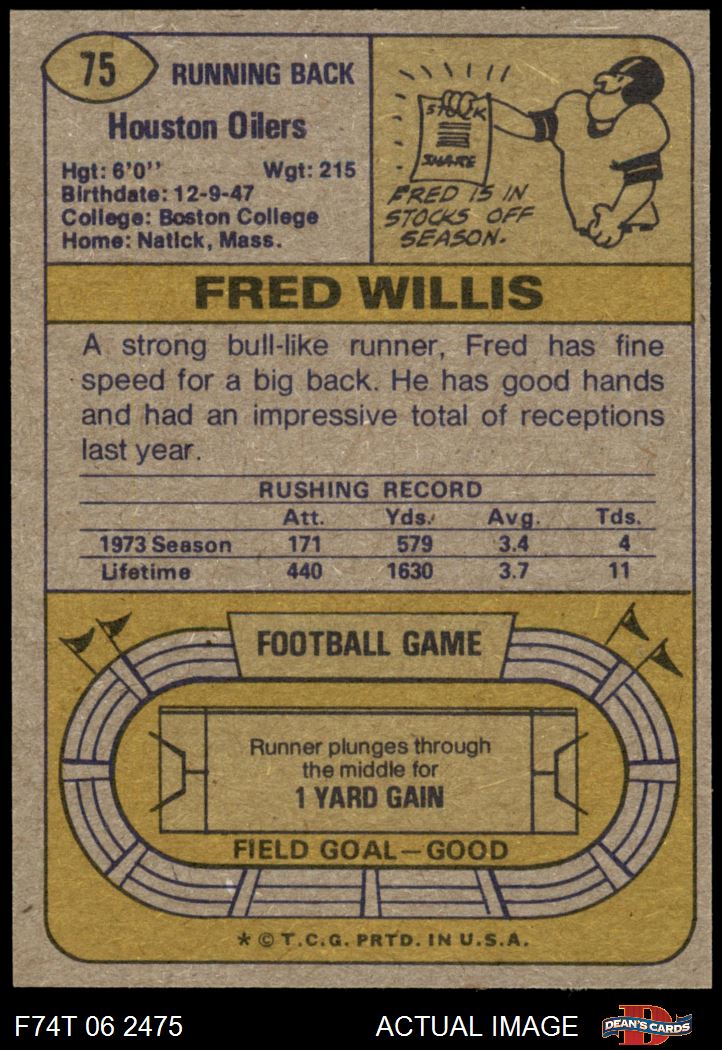 75
RUNNING BACK
Houston Oilers
Hgt: 6'0'' Wgt: 215
Birthdate: 12-9-47
College: Boston College
Home: Natick, Mass.
STOCK
SHARE
FRED IS IN
STOCKS OFF
SEASON.
FRED WILLIS
A strong bull-like runner, Fred has fine
speed for a big back. He has good hands
and had an impressive total of receptions
last year.
RUSHING RECORD
Att. Yds. Avg. Tds.
1973 Season 171 579 3.4 4
Lifetime 440 1630 3.7 11
FOOTBALL GAME
Runner plunges through
the middle for
1 YARD GAIN
FIELD GOAL—GOOD
* © T.C.G. PRTD. IN U.S.A.
F74T 06 2475 ACTUAL IMAGE
D
DEAN'S CARDS